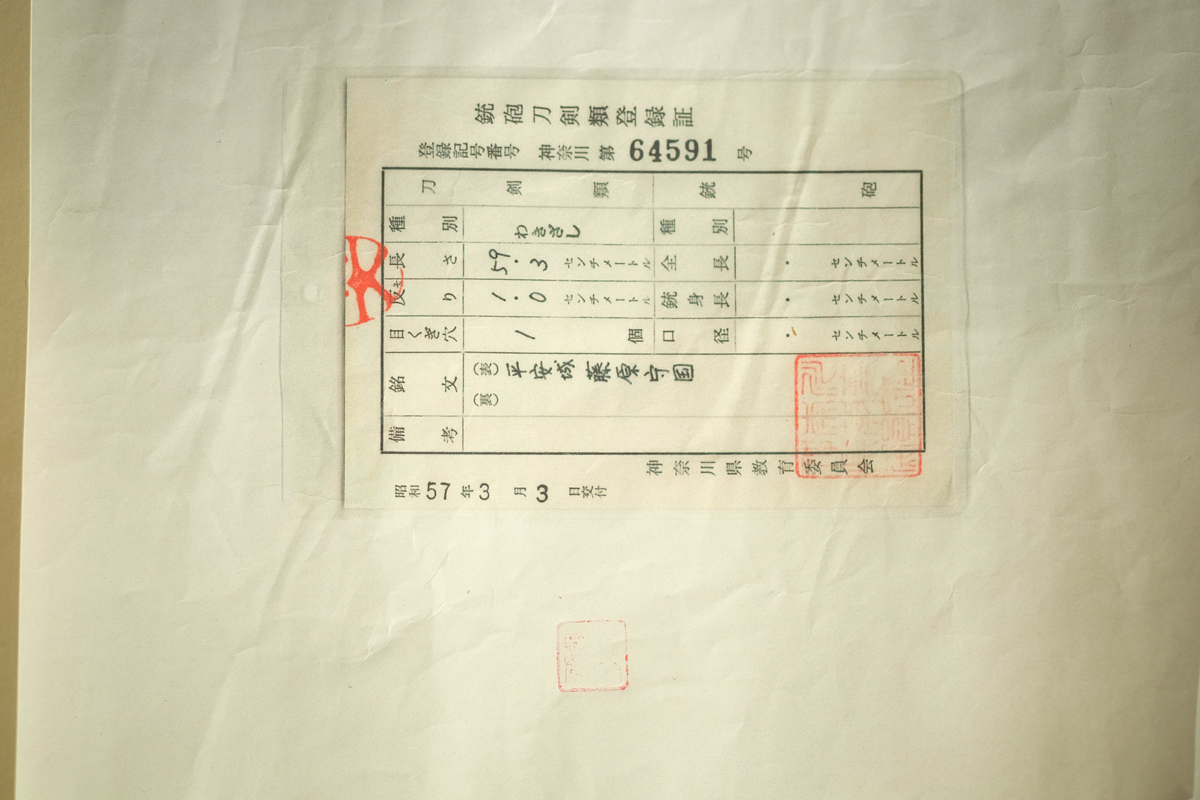 銃砲刀剣類登録証
登録記号番号 神奈川 第 64591 号
刀剣類 銃砲
種別 わきざし 種別
長さ 59.3 センチメートル 全長 . センチメートル
反り 1.0 センチメートル 銃身長 . センチメートル
目くぎ穴 1 個 口径 . センチメートル
銘文 (表) 平安城 藤原守国
(裏)
備考
神奈川県教育委員会
昭和 57 年 3 月 3 日交付